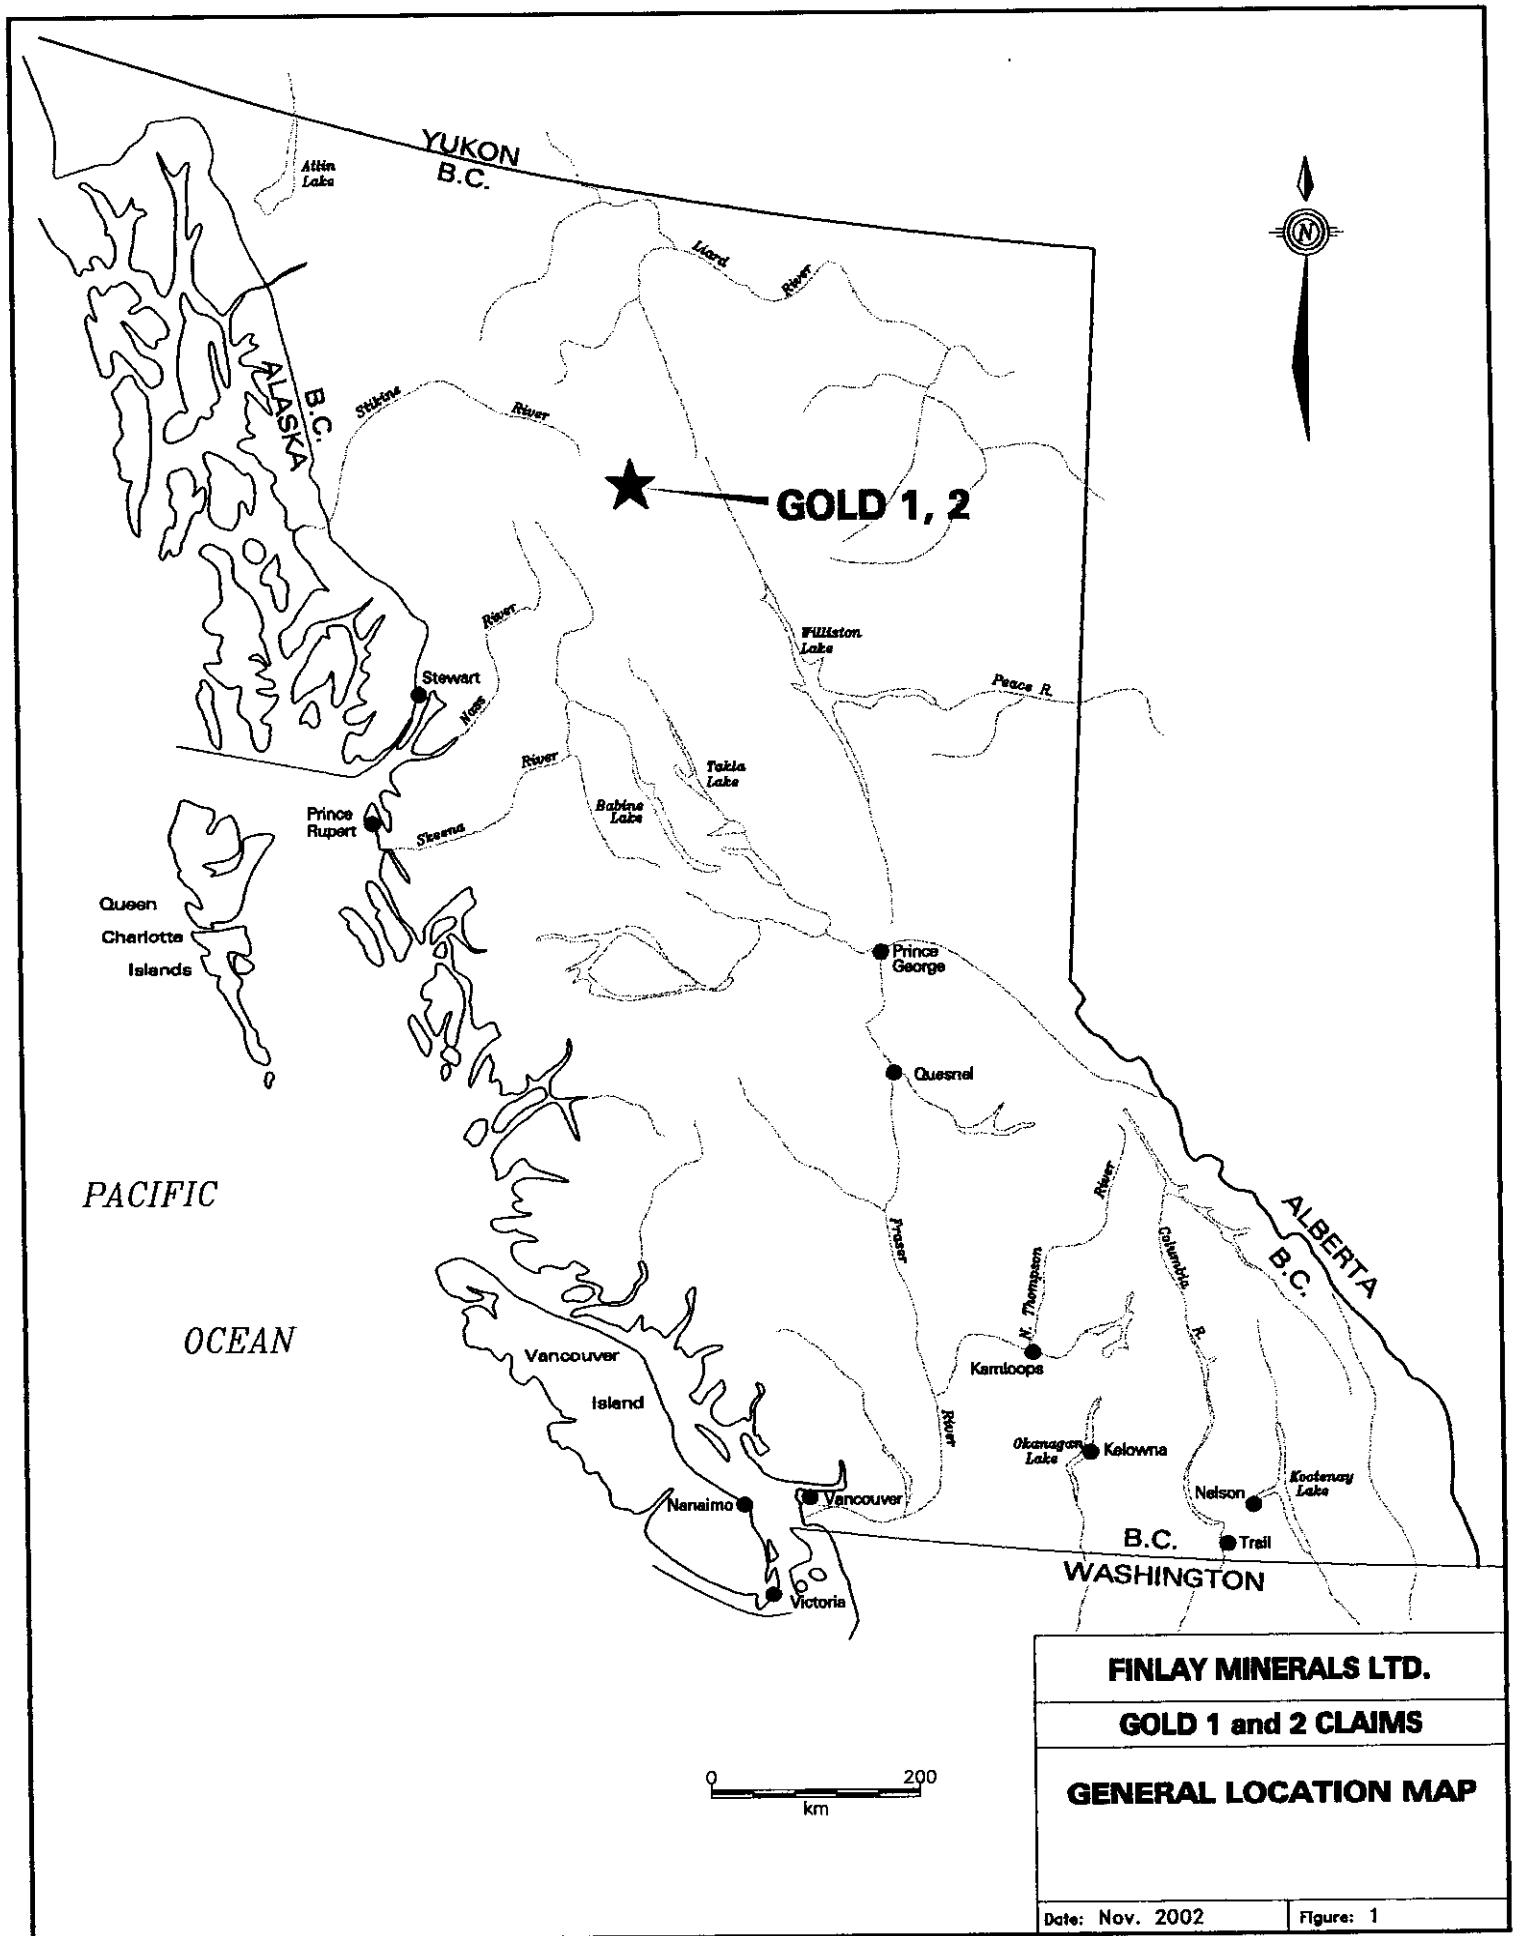 YUKON
B.C.
Atlin
Lake
N
Liard
River
B.C.
ALASKA
Stikine
River
GOLD 1, 2
River
Williston
Lake
Stewart
Nass
Peace R.
River
Takla
Lake
Babine
Lake
Prince
Rupert
Skeena
Queen
Charlotte
Islands
Prince
George
Quesnel
PACIFIC
OCEAN
River
Fraser
N. Thompson
Columbia
R.
ALBERTA
B.C.
Vancouver
Island
Kamloops
River
Okanagan
Lake
Kelowna
Nelson
Kootenay
Lake
Nanaimo
Vancouver
Trail
B.C.
WASHINGTON
Victoria
FINLAY MINERALS LTD.
GOLD 1 and 2 CLAIMS
GENERAL LOCATION MAP
0 200
km
Date: Nov. 2002
Figure: 1